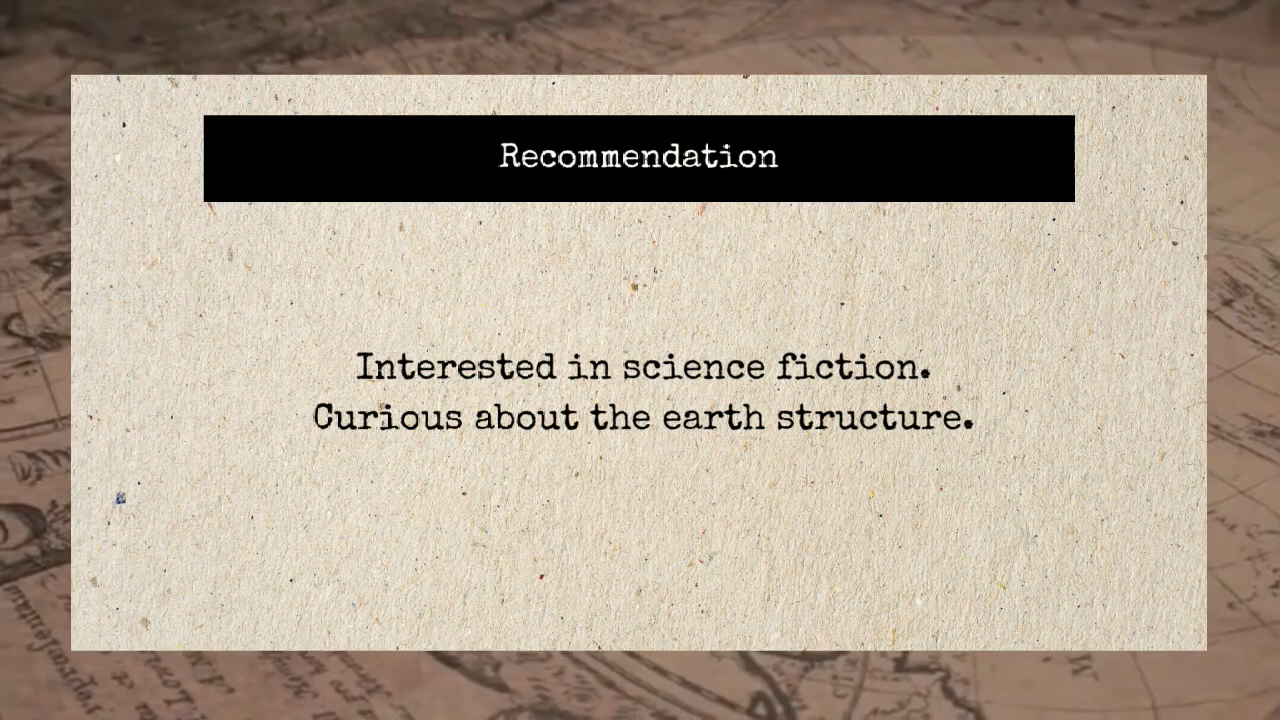 Recommendation
Interested in science fiction.
Curious about the earth structure.